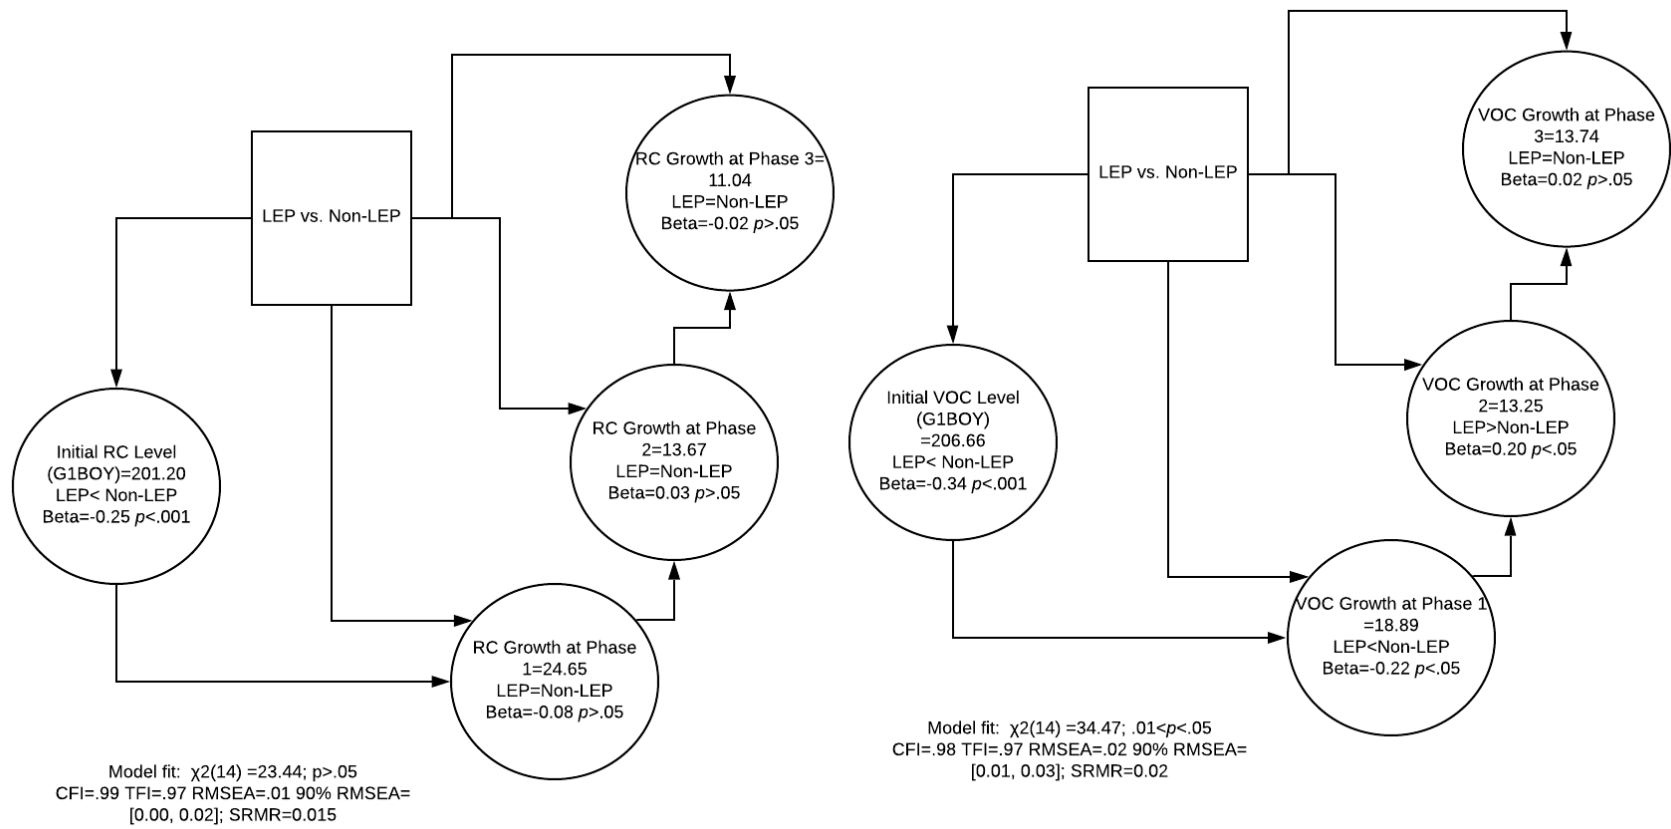 LEP vs. Non-LEP
RC Growth at Phase 3=
11.04
LEP=Non-LEP
Beta=-0.02 p>.05
Initial RC Level
(G1BOY)=201.20
LEP< Non-LEP
Beta=-0.25 p<.001
RC Growth at Phase
2=13.67
LEP=Non-LEP
Beta=0.03 p>.05
RC Growth at Phase
1=24.65
LEP=Non-LEP
Beta=-0.08 p>.05
Model fit:  χ2(14) =23.44; p>.05
CFI=.99 TFI=.97 RMSEA=.01 90% RMSEA=
[0.00, 0.02]; SRMR=0.015
LEP vs. Non-LEP
VOC Growth at Phase
3=13.74
LEP=Non-LEP
Beta=0.02 p>.05
Initial VOC Level
(G1BOY)
=206.66
LEP< Non-LEP
Beta=-0.34 p<.001
VOC Growth at Phase
2=13.25
LEP>Non-LEP
Beta=0.20 p<.05
VOC Growth at Phase 1
=18.89
LEP<Non-LEP
Beta=-0.22 p<.05
Model fit:  χ2(14) =34.47; .01<p<.05
CFI=.98 TFI=.97 RMSEA=.02 90% RMSEA=
[0.01, 0.03]; SRMR=0.02